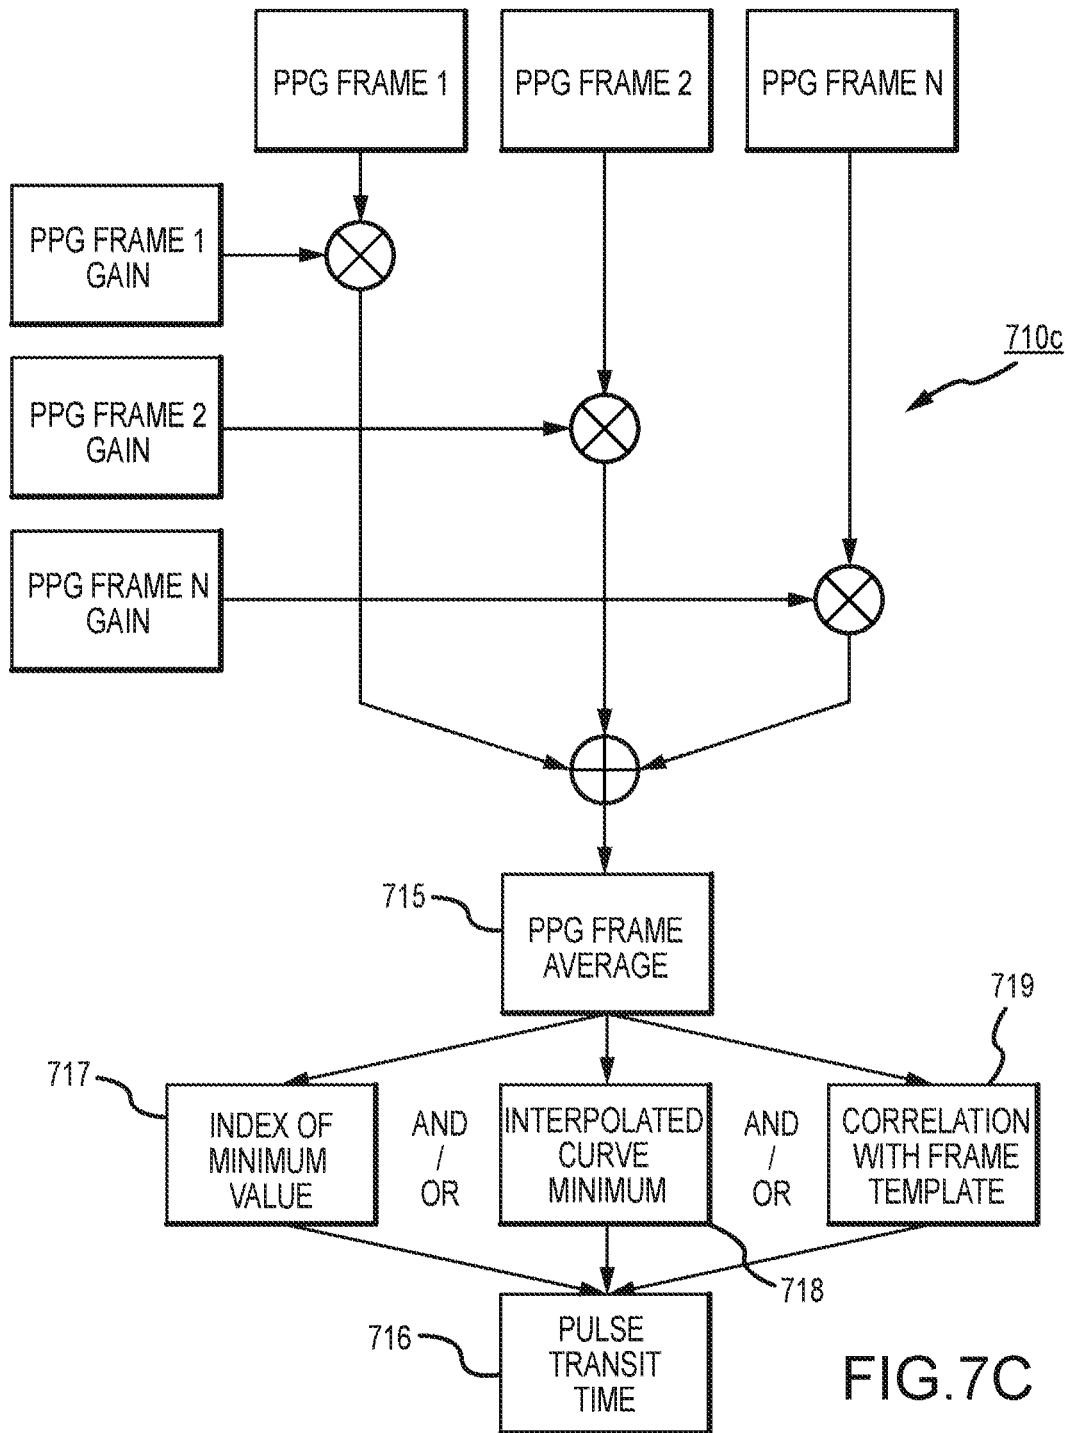 PPG FRAME 1
PPG FRAME 2
PPG FRAME N
PPG FRAME 1
GAIN
710c
PPG FRAME 2
GAIN
PPG FRAME N
GAIN
715
PPG FRAME
AVERAGE
719
717
INDEX OF
MINIMUM
VALUE
AND
/
OR
INTERPOLATED
CURVE
MINIMUM
AND
/
OR
CORRELATION
WITH FRAME
TEMPLATE
718
716
PULSE
TRANSIT
TIME
FIG.7C